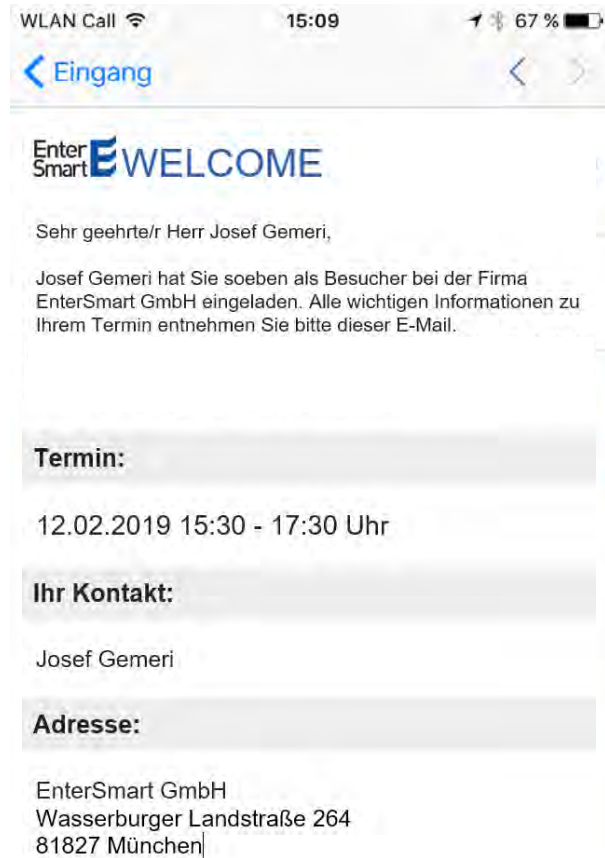 WLAN Call 15:09 67 %
Eingang
Enter
Smart E WELCOME
Sehr geehrte/r Herr Josef Gemeri,
Josef Gemeri hat Sie soeben als Besucher bei der Firma
EnterSmart GmbH eingeladen. Alle wichtigen Informationen zu
Ihrem Termin entnehmen Sie bitte dieser E-Mail.
Termin:
12.02.2019 15:30 - 17:30 Uhr
Ihr Kontakt:
Josef Gemeri
Adresse:
EnterSmart GmbH
Wasserburger Landstraße 264
81827 München